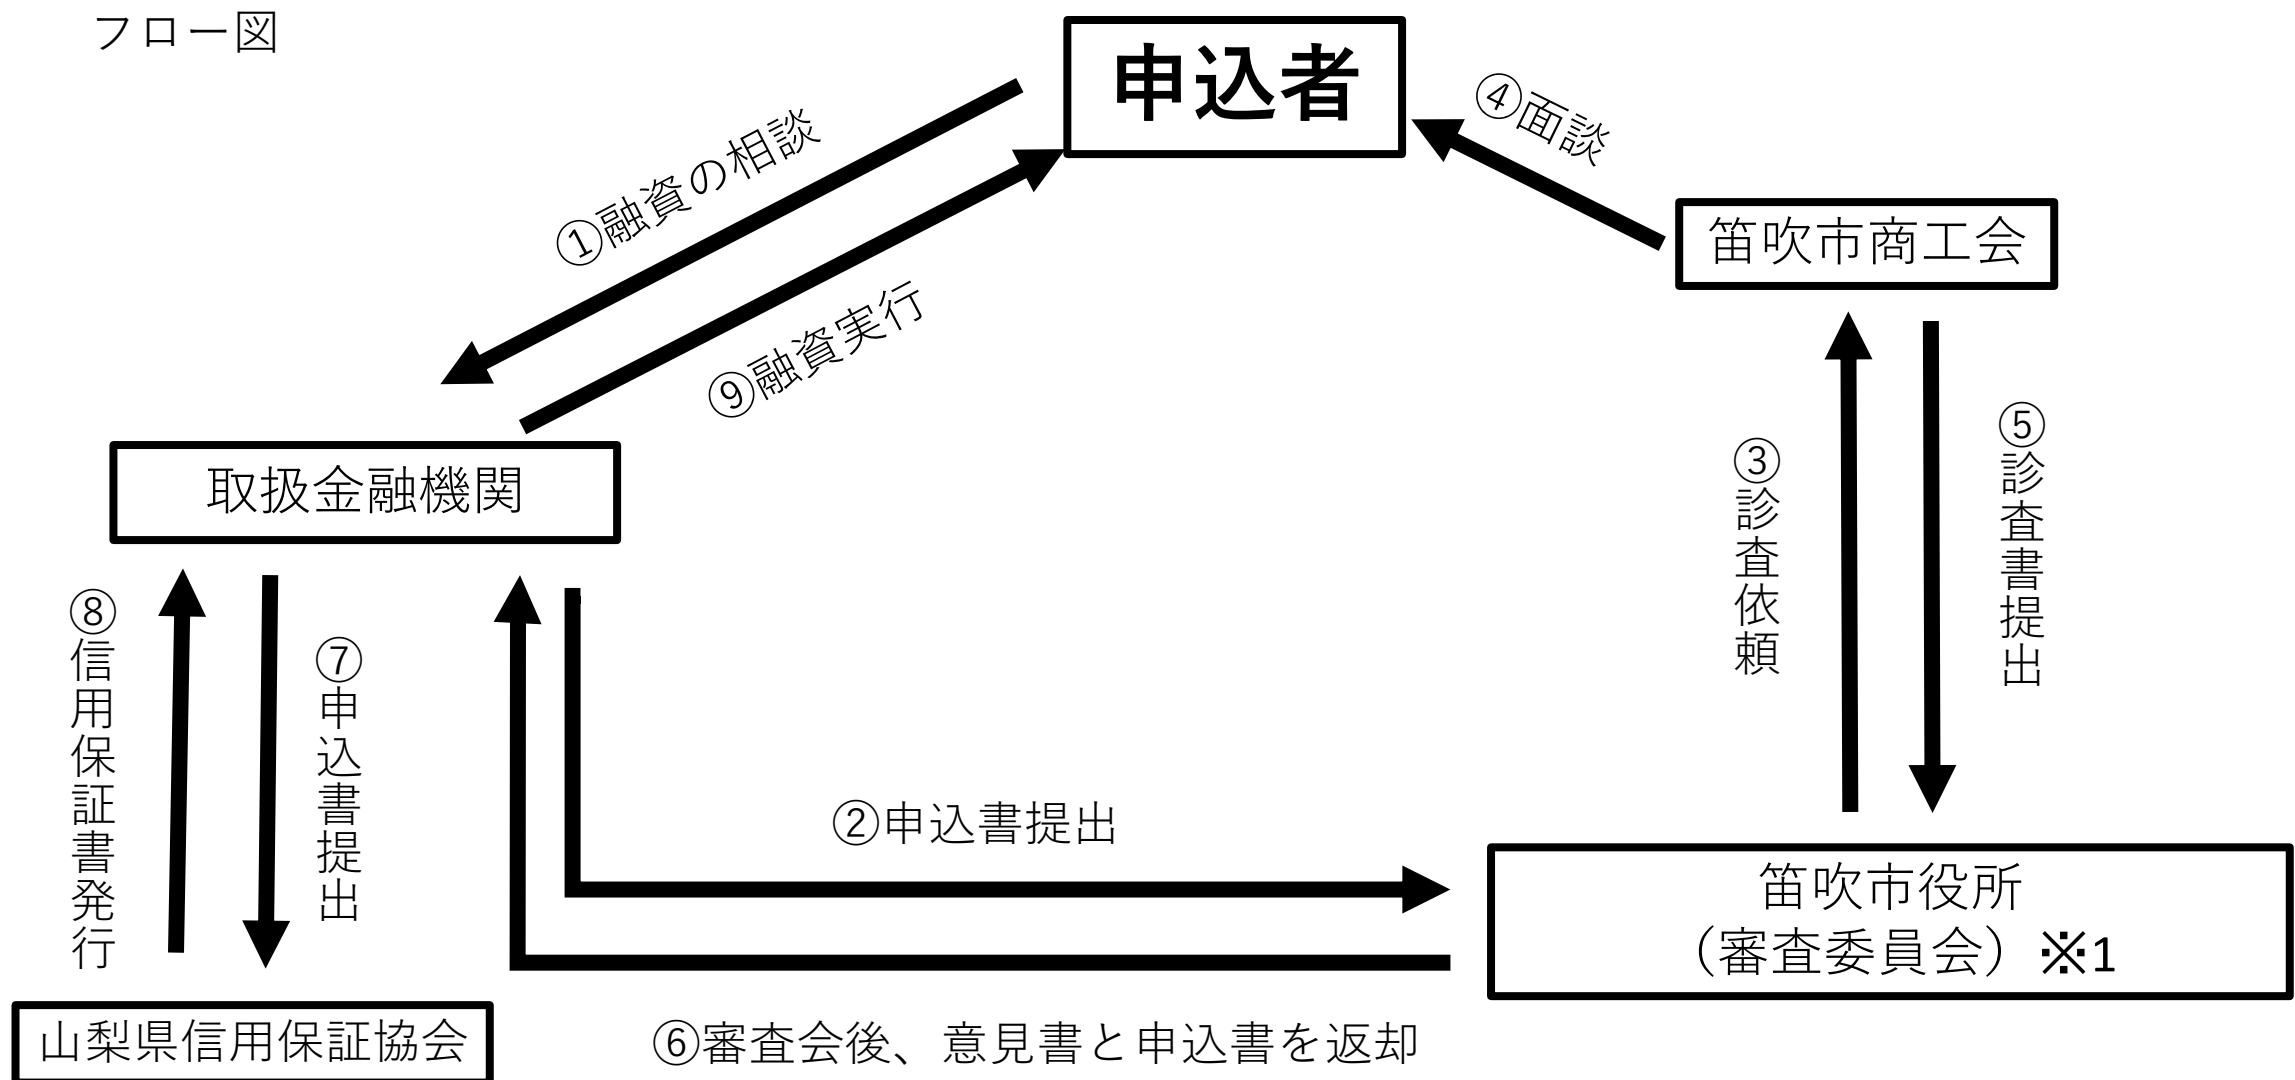 フロー図
申込者
④面談
①融資の相談
笛吹市商工会
⑨融資実行
取扱金融機関
③診査依頼
⑤診査書提出
⑧信用保証書発行
⑦申込書提出
②申込書提出
笛吹市役所
（審査委員会）※1
山梨県信用保証協会
⑥審査会後、意見書と申込書を返却